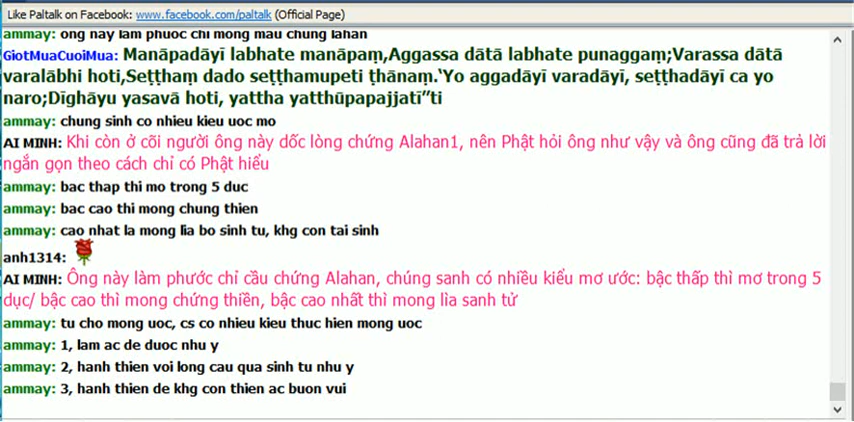 Like Paltalk on Facebook: www.facebook.com/paltalk (Official Page)
ammay: ong nay lam phuoc chi mong mau chung lahan
GiotMuaCuoiMua: Manāpadāyī labhate manāpaṃ,Aggassa dātā labhate punaggaṃ;Varassa dātā
varalābhi hoti,Seṭṭhaṃ dado seṭṭhamupeti ṭhānaṃ.‘Yo aggadāyī varadāyī, seṭṭhadāyī ca yo
naro;Dīghāyu yasavā hoti, yattha yatthūpapajjatī”ti
ammay: chung sinh co nhieu kieu uoc mo
AI MINH: Khi còn ở cõi người ông này dốc lòng chứng Alahan1, nên Phật hỏi ông như vậy và ông cũng đã trả lời
ngắn gọn theo cách chỉ có Phật hiểu
ammay: bac thap thi mo trong 5 duc
ammay: bac cao thi mong chung thien
ammay: cao nhat la mong lia bo sinh tu, khg con tai sinh
anh1314:
AI MINH: Ông này làm phước chỉ cầu chứng Alahan, chúng sanh có nhiều kiểu mơ ước: bậc thấp thì mơ trong 5
dục/ bậc cao thì mong chứng thiền, bậc cao nhất thì mong lìa sanh tử
ammay: tu cho mong uoc, cs co nhieu kieu thuc hien mong uoc
ammay: 1, lam ac de duoc nhu y
ammay: 2, hanh thien voi long cau qua sinh tu nhu y
ammay: 3, hanh thien de khg con thien ac buon vui